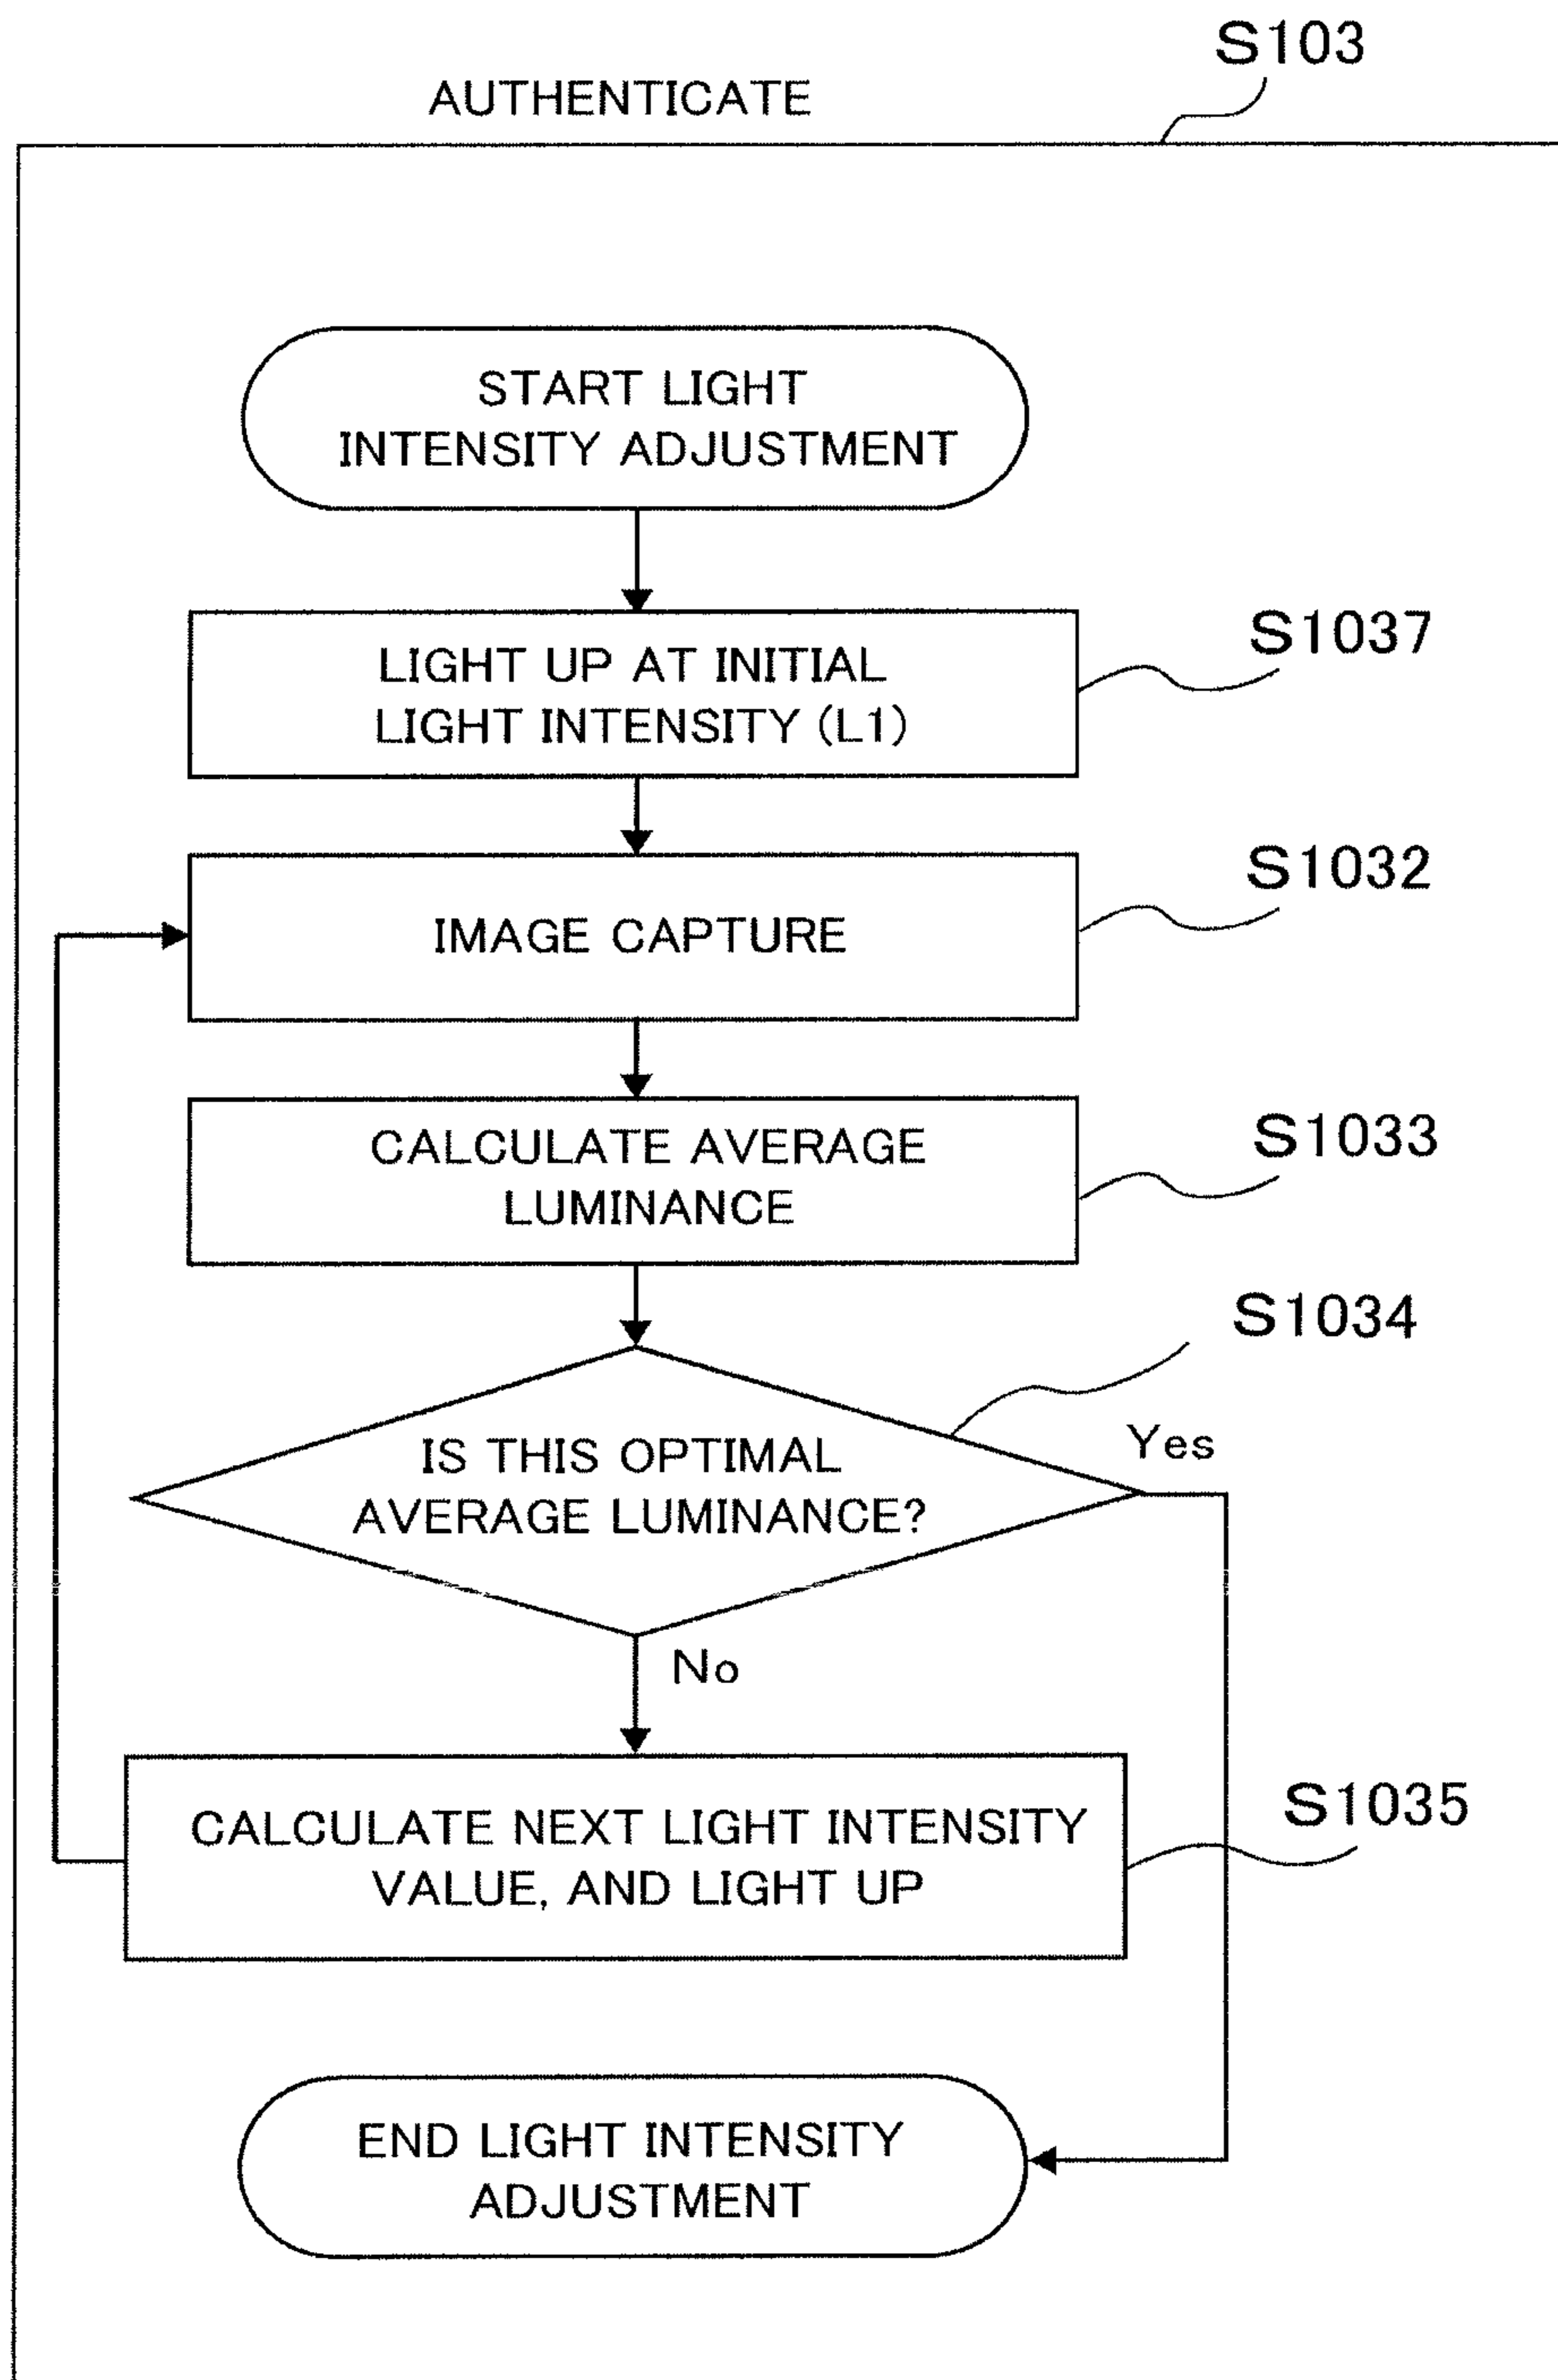 S103
AUTHENTICATE
START LIGHT
INTENSITY ADJUSTMENT
S1037
LIGHT UP AT INITIAL
LIGHT INTENSITY (L1)
S1032
IMAGE CAPTURE
S1033
CALCULATE AVERAGE
LUMINANCE
S1034
Yes
IS THIS OPTIMAL
AVERAGE LUMINANCE?
No
S1035
CALCULATE NEXT LIGHT INTENSITY
VALUE, AND LIGHT UP
END LIGHT INTENSITY
ADJUSTMENT